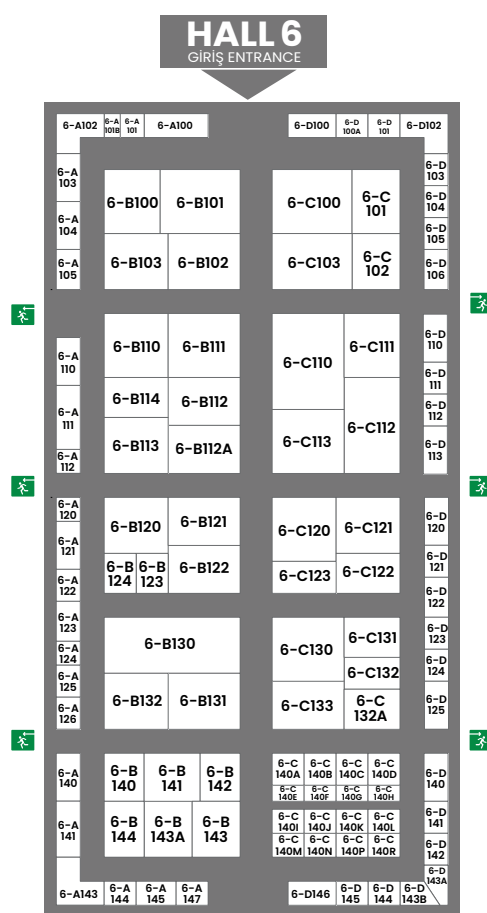 HALL 6
GİRİŞ ENTRANCE
6-A102
6-A
101B
6-A
101
6-A100
6-D100
6-D
100A
6-D
101
6-D102
6-A
103
6-A
104
6-A
105
6-B100
6-B101
6-B103
6-B102
6-C100
6-C
101
6-C103
6-C
102
6-D
103
6-D
104
6-D
105
6-D
106
6-A
110
6-A
111
6-A
112
6-B110
6-B111
6-B114
6-B112
6-B113
6-B112A
6-C110
6-C111
6-C113
6-C112
6-D
110
6-D
111
6-D
112
6-D
113
6-A
120
6-A
121
6-A
122
6-A
123
6-A
124
6-A
125
6-A
126
6-B120
6-B121
6-B
124
6-B
123
6-B122
6-C120
6-C121
6-C123
6-C122
6-B130
6-B132
6-B131
6-C130
6-C131
6-C132
6-C133
6-C
132A
6-D
120
6-D
121
6-D
122
6-D
123
6-D
124
6-D
125
6-A
140
6-A
141
6-B
140
6-B
141
6-B
142
6-B
144
6-B
143A
6-B
143
6-C
140A
6-C
140B
6-C
140C
6-C
140D
6-C
140E
6-C
140F
6-C
140G
6-C
140H
6-C
140I
6-C
140J
6-C
140K
6-C
140L
6-C
140M
6-C
140N
6-C
140P
6-C
140R
6-D
140
6-D
141
6-D
142
6-D
143A
6-A143
6-A
144
6-A
145
6-A
147
6-D146
6-D
145
6-D
144
6-D
143B